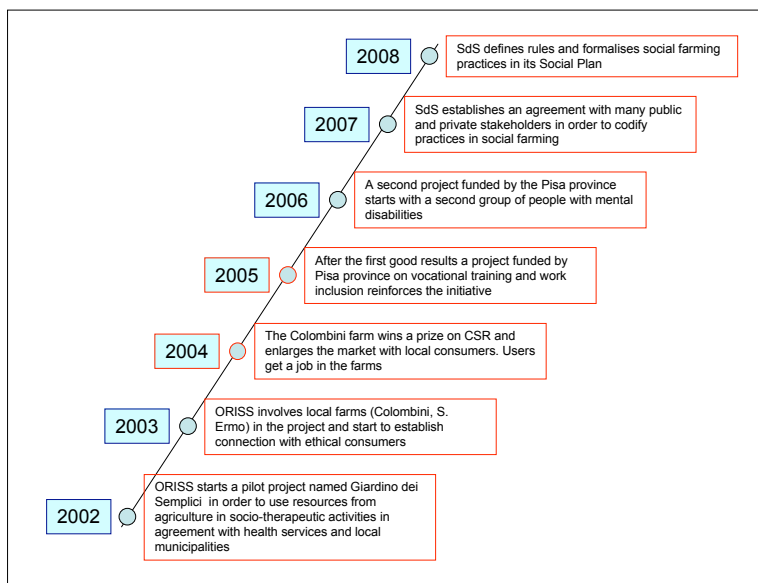 2008
SdS defines rules and formalises social farming
practices in its Social Plan
2007
SdS establishes an agreement with many public
and private stakeholders in order to codify
practices in social farming
2006
A second project funded by the Pisa province
starts with a second group of people with mental
disabilities
2005
After the first good results a project funded by
Pisa province on vocational training and work
inclusion reinforces the initiative
2004
The Colombini farm wins a prize on CSR and
enlarges the market with local consumers. Users
get a job in the farms
2003
ORISS involves local farms (Colombini, S.
Ermo) in the project and start to establish
connection with ethical consumers
2002
ORISS starts a pilot project named Giardino dei
Semplici in order to use resources from
agriculture in socio-therapeutic activities in
agreement with health services and local
municipalities